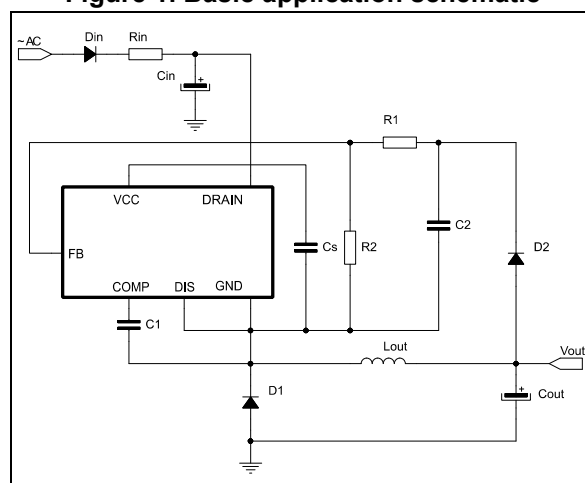 Figure 1. Basic application schematic
~AC
Din
Rin
Cin
+
R1
VCC
DRAIN
FB
Cs
R2
C2
D2
COMP
DIS
GND
C1
Lout
Vout
D1
+
Cout